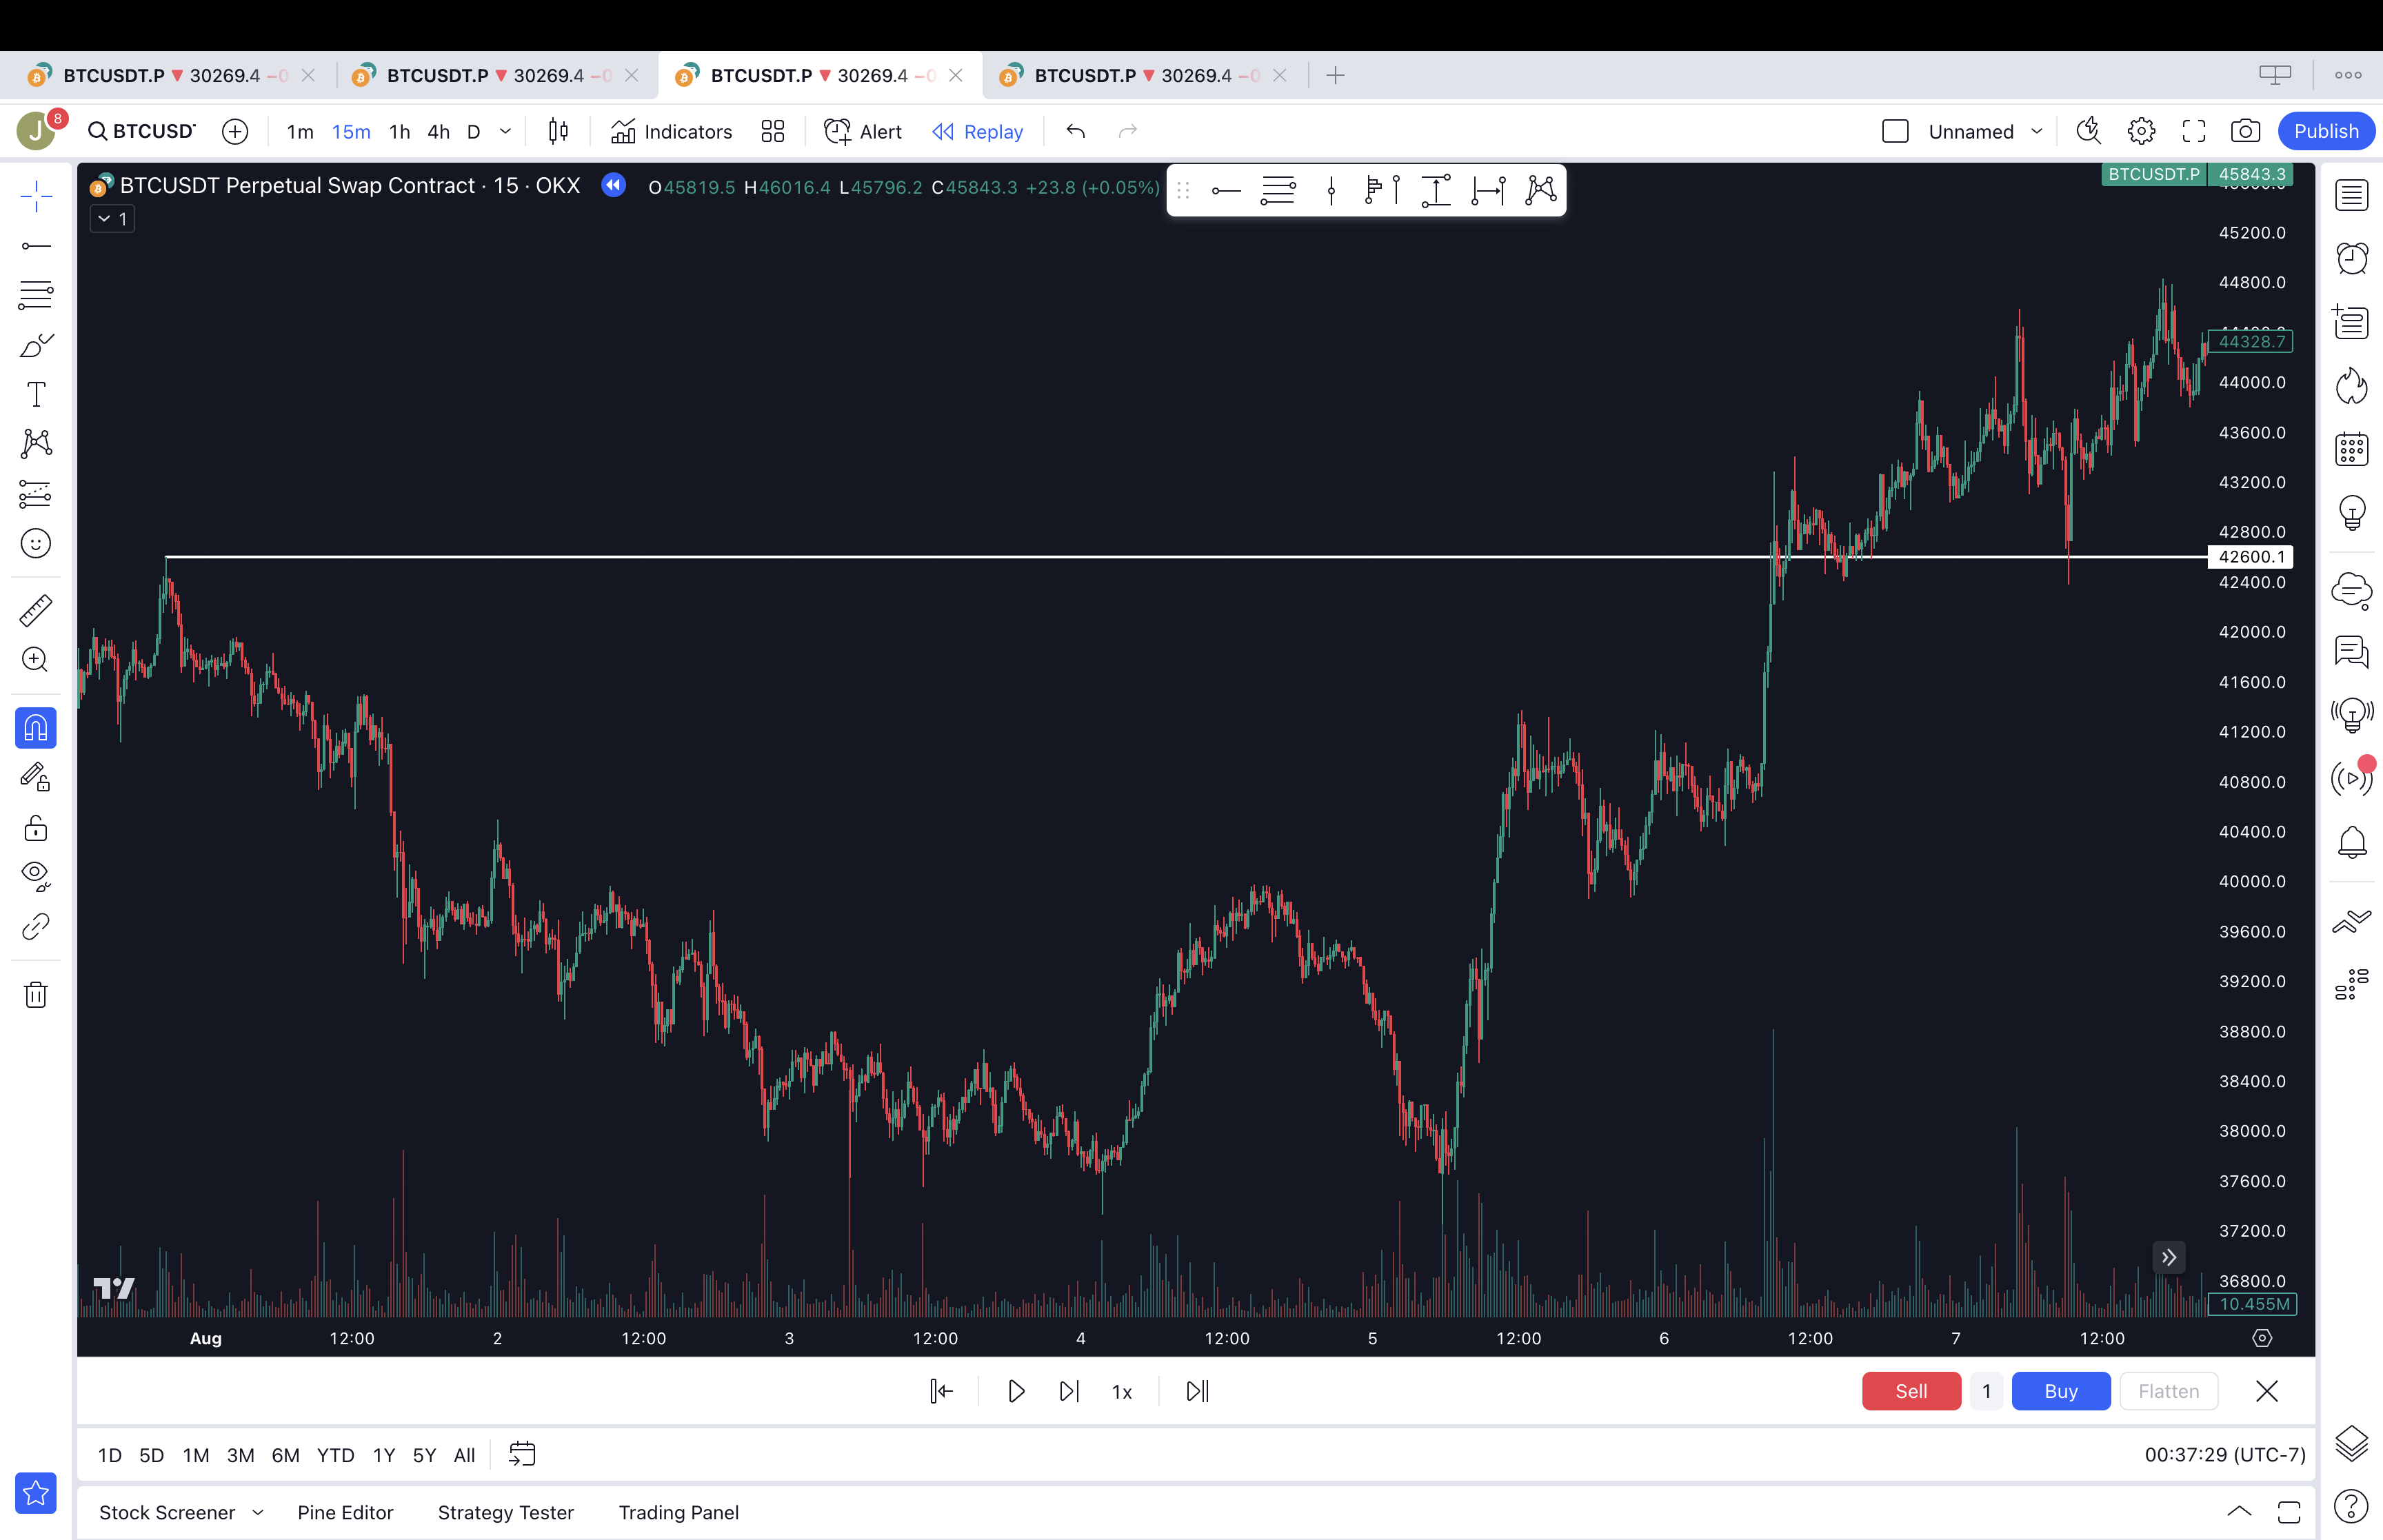 BTCUSDT.P ▼ 30269.4 −0 BTCUSDT.P ▼ 30269.4 −0 BTCUSDT.P ▼ 30269.4 −0 BTCUSDT.P ▼ 30269.4 −0
J 8 BTCUSD 1m 15m 1h 4h D Indicators Alert Replay Unnamed Publish
BTCUSDT Perpetual Swap Contract · 15 · OKX O45819.5 H46016.4 L45796.2 C45843.3 +23.8 (+0.05%)
BTCUSDT.P 45843.3
1
45200.0
44800.0
44328.7
44000.0
43600.0
43200.0
42800.0
42600.1
42400.0
42000.0
41600.0
41200.0
40800.0
40400.0
40000.0
39600.0
39200.0
38800.0
38400.0
38000.0
37600.0
37200.0
36800.0
10.455M
Aug 12:00 2 12:00 3 12:00 4 12:00 5 12:00 6 12:00 7 12:00
1x Sell 1 Buy Flatten
1D 5D 1M 3M 6M YTD 1Y 5Y All 00:37:29 (UTC-7)
Stock Screener Pine Editor Strategy Tester Trading Panel